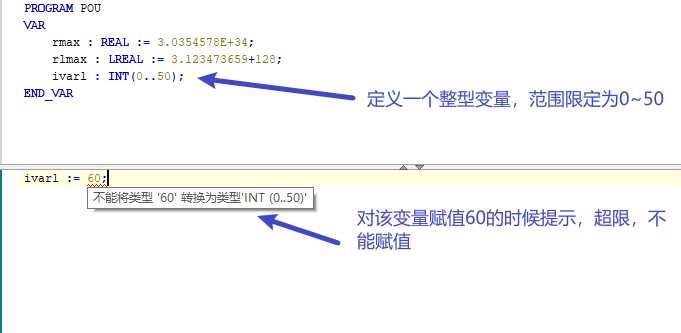 PROGRAM POU
VAR
rmax : REAL := 3.0354578E+34;
rlmax : LREAL := 3.123473659+128;
ivarl : INT(0..50);
END_VAR
定义一个整型变量，范围限定为0~50
ivarl := 60;
不能将类型 '60' 转换为类型'INT (0..50)'
对该变量赋值60的时候提示，超限，不
能赋值